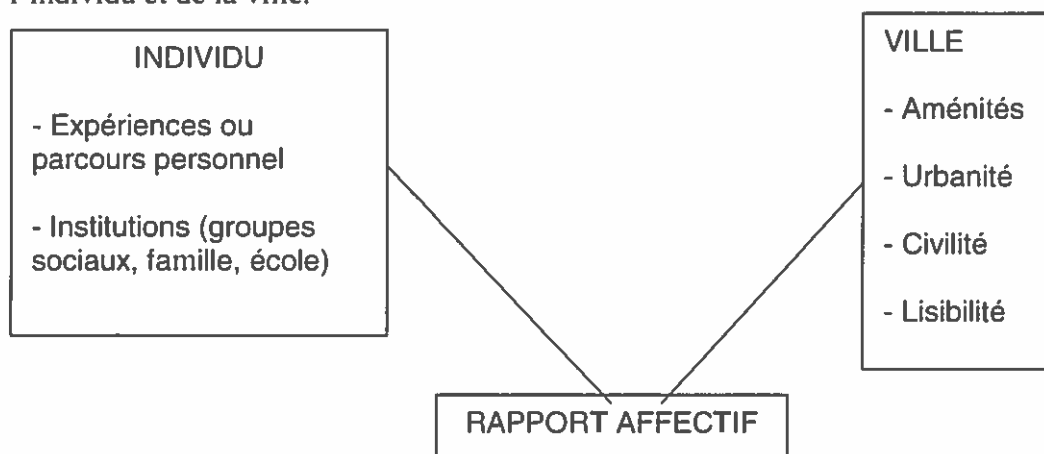 l'individu et de la ville.
INDIVIDU
- Expériences ou
parcours personnel
- Institutions (groupes
sociaux, famille, école)
VILLE
- Aménités
- Urbanité
- Civilité
- Lisibilité
RAPPORT AFFECTIF